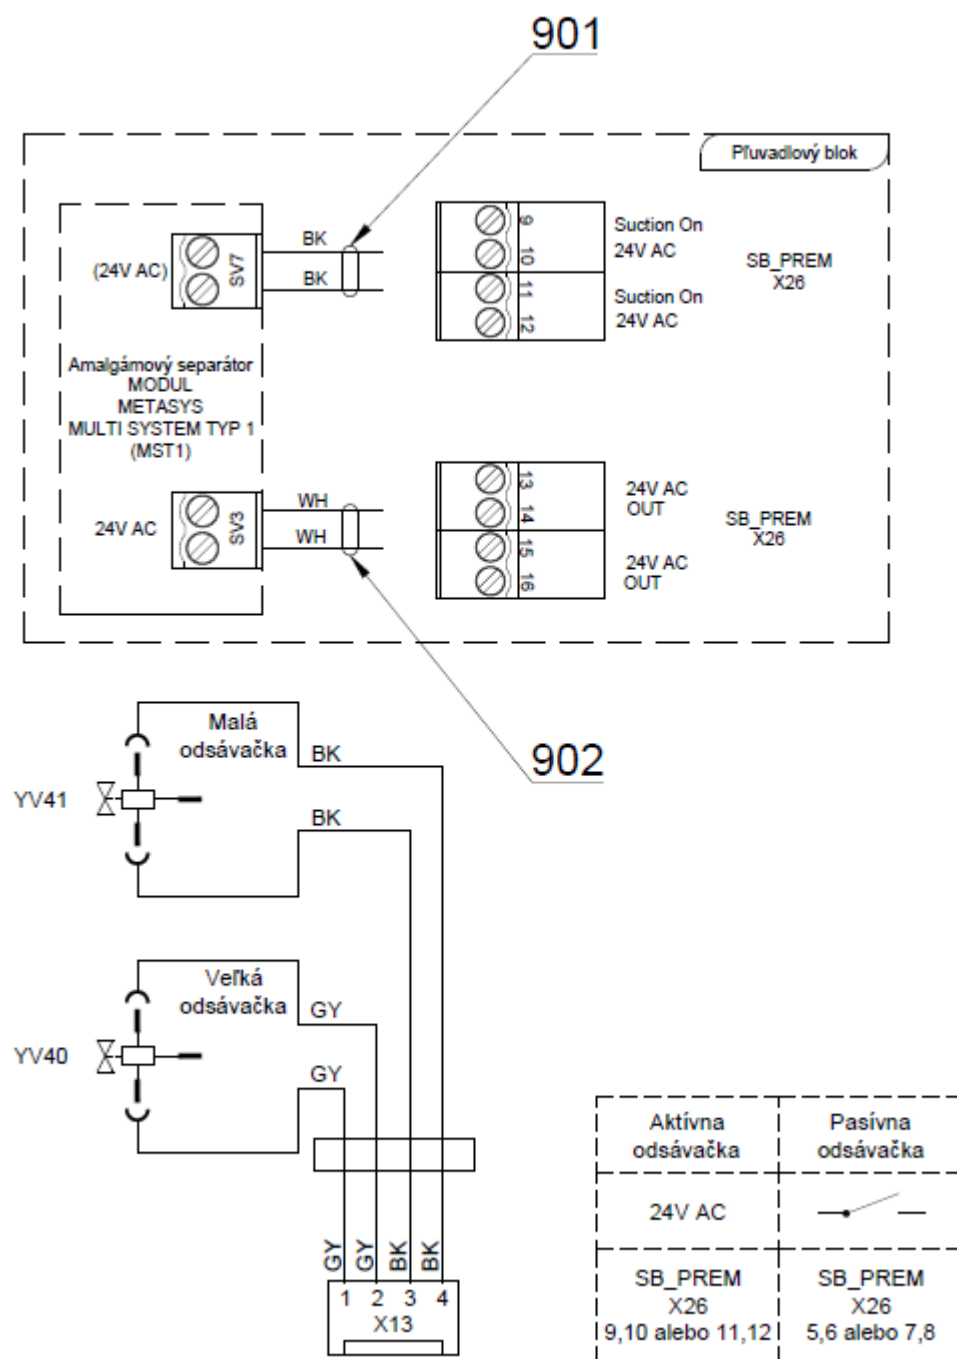 901
Pľuvadlový blok
(24V AC)
SV7
BK
BK
9
10
11
12
Suction On
24V AC
Suction On
24V AC
SB_PREM
X26
Amalgámový separátor
MODUL
METASYS
MULTI SYSTEM TYP 1
(MST1)
24V AC
SV3
WH
WH
13
14
15
16
24V AC
OUT
24V AC
OUT
SB_PREM
X26
902
Malá
odsávačka
BK
BK
YV41
Veľká
odsávačka
GY
GY
YV40
GY GY BK BK
1 2 3 4
X13
Aktívna
odsávačka
Pasívna
odsávačka
24V AC
SB_PREM
X26
9,10 alebo 11,12
SB_PREM
X26
5,6 alebo 7,8